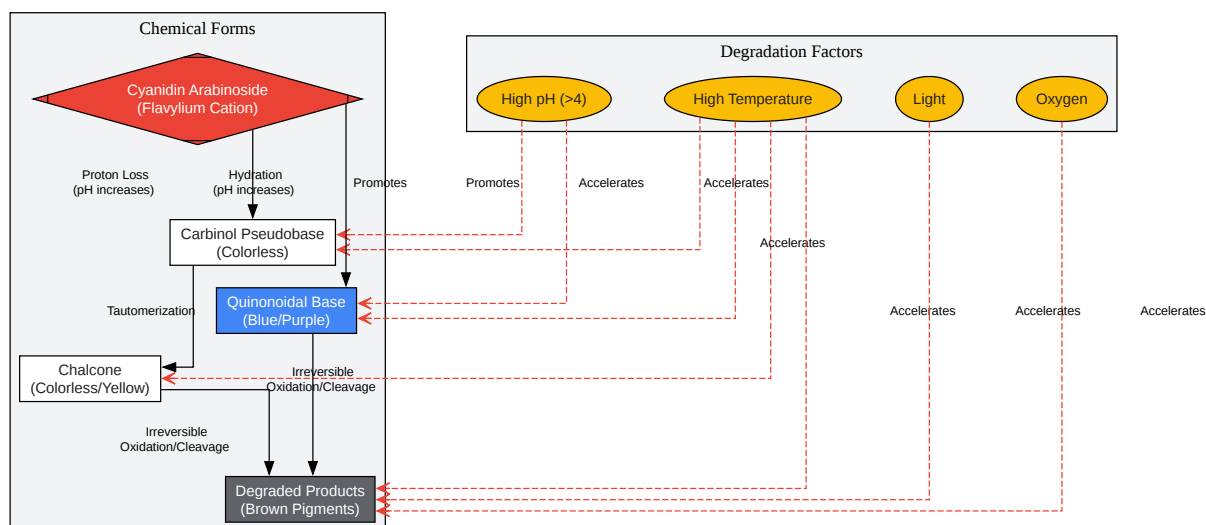 Chemical Forms
Degradation Factors
Cyanidin Arabinoside
(Flavylium Cation)
High pH (>4)
High Temperature
Light
Oxygen
Proton Loss
(pH increases)
Hydration
(pH increases)
Promotes
Promotes
Accelerates
Accelerates
Carbinol Pseudobase
(Colorless)
Accelerates
Quinonoidal Base
(Blue/Purple)
Tautomerization
Accelerates
Accelerates
Accelerates
Chalcone
(Colorless/Yellow)
Irreversible
Oxidation/Cleavage
Irreversible
Oxidation/Cleavage
Degraded Products
(Brown Pigments)